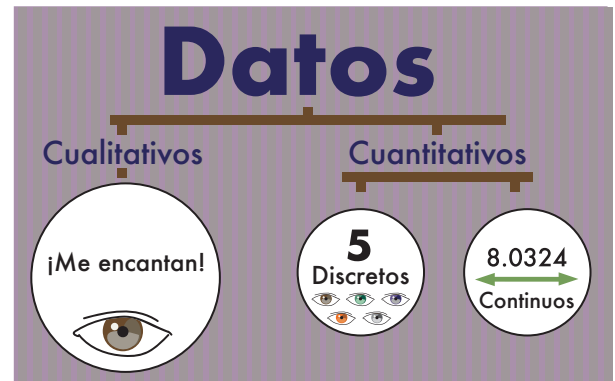 Datos
Cualitativos
Cuantitativos
¡Me encantan!
5
Discretos
8.0324
Continuos